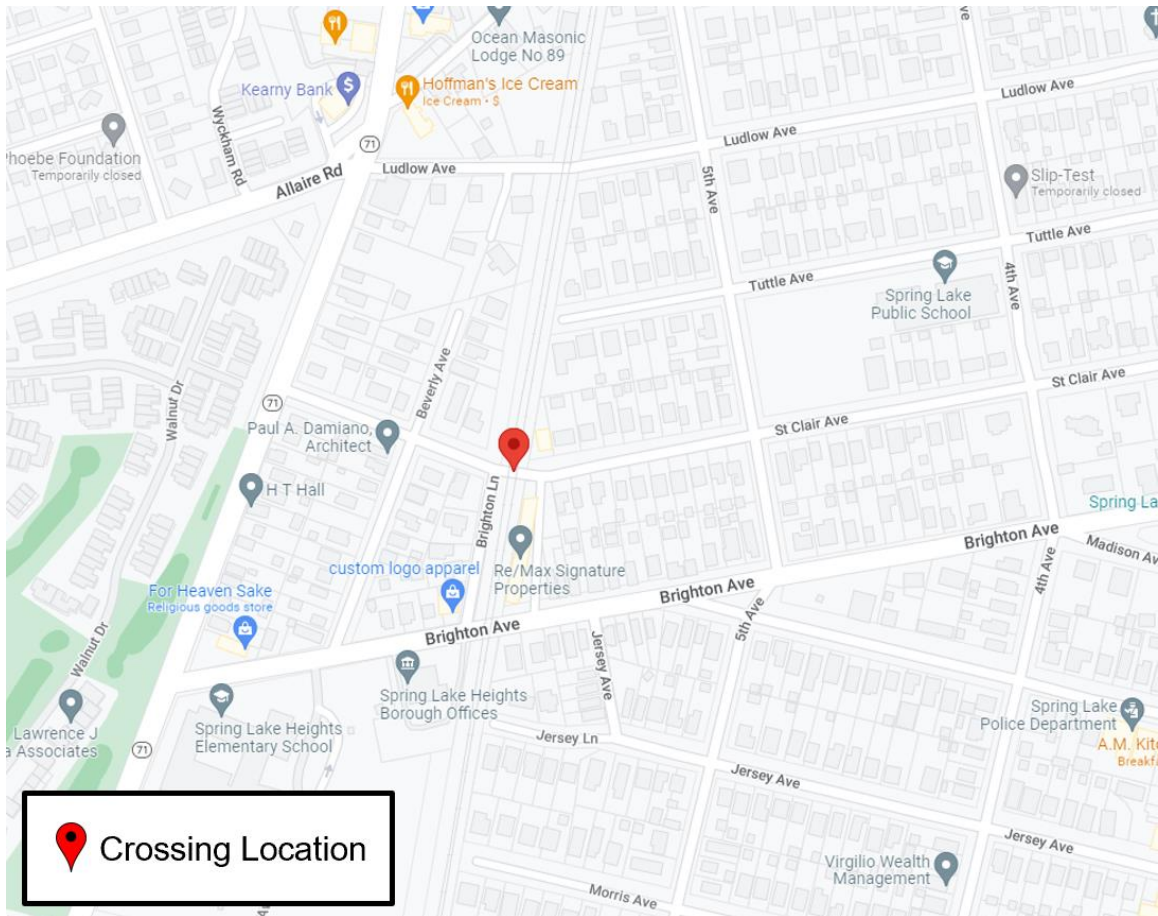 Ocean Masonic
Lodge No 89
Kearny Bank
Hoffman's Ice Cream
Ice Cream • $
Ludlow Ave
Ludlow Ave
Ludlow Ave
71
Wyckham Rd
Phoebe Foundation
Temporarily closed
Allaire Rd
5th Ave
Slip-Test
Temporarily closed
Tuttle Ave
Tuttle Ave
4th Ave
Spring Lake
Public School
St Clair Ave
St Clair Ave
Beverly Ave
Walnut Dr
71
Paul A. Damiano,
Architect
H T Hall
Brighton Ln
Re/Max Signature
Properties
custom logo apparel
For Heaven Sake
Religious goods store
Brighton Ave
Brighton Ave
Brighton Ave
Spring La
Madison Av
4th Ave
5th Ave
Jersey Ave
Walnut Dr
Spring Lake Heights
Borough Offices
Spring Lake Heights
Elementary School
Lawrence J
a Associates
71
Jersey Ln
Jersey Ave
Jersey Ave
Spring Lake
Police Department
A.M. Kitc
Breakfa
Virgilio Wealth
Management
Morris Ave
Crossing Location